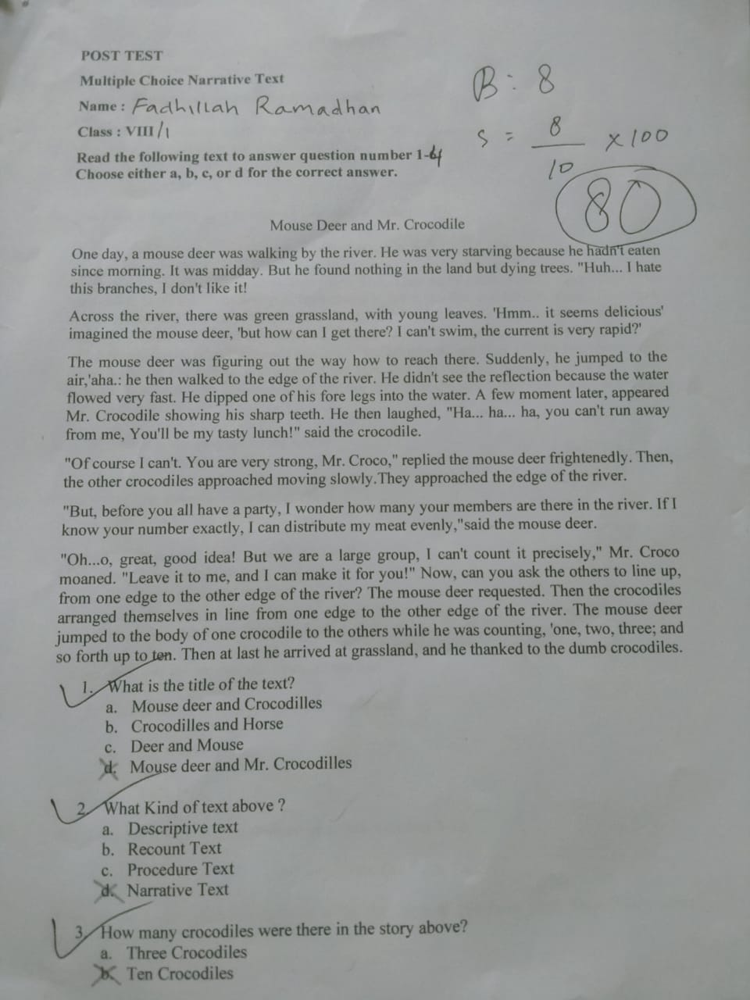 POST TEST
Multiple Choice Narrative Text
Name : Fadhillah Ramadhan
Class : VIII/1
B : 8
S = 8/10 x 100
80
Read the following text to answer question number 1-4
Choose either a, b, c, or d for the correct answer.
Mouse Deer and Mr. Crocodile
One day, a mouse deer was walking by the river. He was very starving because he hadn't eaten
since morning. It was midday. But he found nothing in the land but dying trees. "Huh... I hate
this branches, I don't like it!
Across the river, there was green grassland, with young leaves. 'Hmm.. it seems delicious'
imagined the mouse deer, 'but how can I get there? I can't swim, the current is very rapid?'
The mouse deer was figuring out the way how to reach there. Suddenly, he jumped to the
air,'aha.: he then walked to the edge of the river. He didn't see the reflection because the water
flowed very fast. He dipped one of his fore legs into the water. A few moment later, appeared
Mr. Crocodile showing his sharp teeth. He then laughed, "Ha... ha... ha, you can't run away
from me, You'll be my tasty lunch!" said the crocodile.
"Of course I can't. You are very strong, Mr. Croco," replied the mouse deer frightenedly. Then,
the other crocodiles approached moving slowly.They approached the edge of the river.
"But, before you all have a party, I wonder how many your members are there in the river. If I
know your number exactly, I can distribute my meat evenly,"said the mouse deer.
"Oh...o, great, good idea! But we are a large group, I can't count it precisely," Mr. Croco
moaned. "Leave it to me, and I can make it for you!" Now, can you ask the others to line up,
from one edge to the other edge of the river? The mouse deer requested. Then the crocodiles
arranged themselves in line from one edge to the other edge of the river. The mouse deer
jumped to the body of one crocodile to the others while he was counting, 'one, two, three; and
so forth up to ten. Then at last he arrived at grassland, and he thanked to the dumb crocodiles.
1. What is the title of the text?
a. Mouse deer and Crocodilles
b. Crocodilles and Horse
c. Deer and Mouse
d. Mouse deer and Mr. Crocodilles
2. What Kind of text above ?
a. Descriptive text
b. Recount Text
c. Procedure Text
d. Narrative Text
3. How many crocodiles were there in the story above?
a. Three Crocodiles
b. Ten Crocodiles